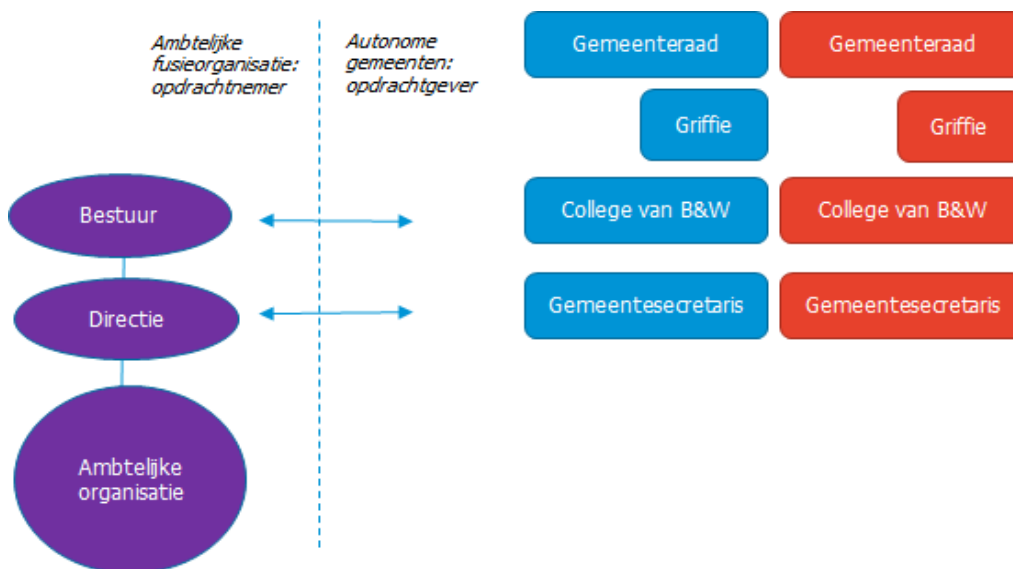 Ambtelijke
fusieorganisatie:
opdrachtnemer
Autonome
gemeenten:
opdrachtgever
Gemeenteraad
Gemeenteraad
Griffie
Griffie
Bestuur
College van B&W
College van B&W
Directie
Gemeentesecretaris
Gemeentesecretaris
Ambtelijke
organisatie